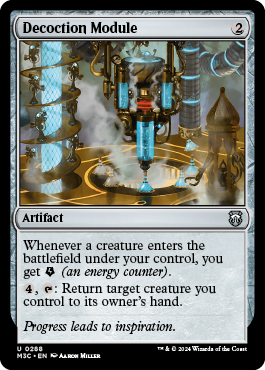 Decoction Module 2
Artifact
Whenever a creature enters the
battlefield under your control, you
get (an energy counter).
4, : Return target creature you
control to its owner's hand.
Progress leads to inspiration.
U 0288
M3C • EN Aaron Miller
™ & © 2024 Wizards of the Coast